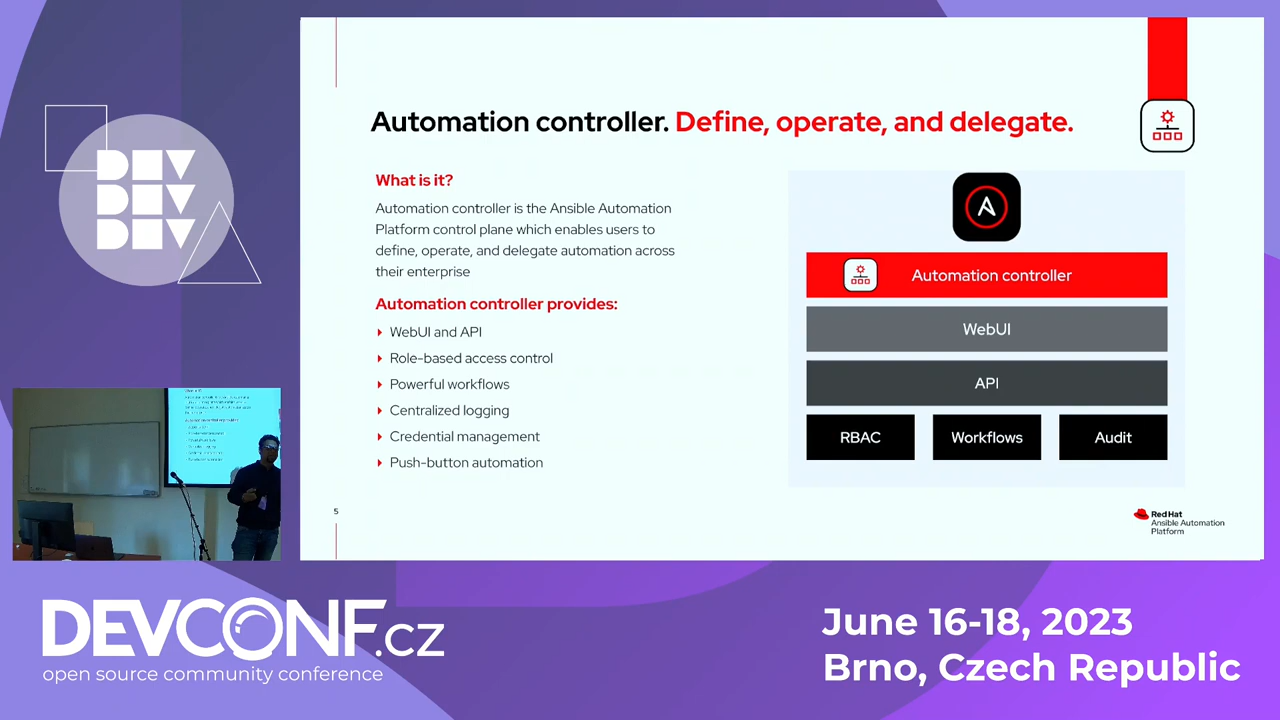 DEV
DEV
DEV
Automation controller. Define, operate, and delegate.
What is it?
Automation controller is the Ansible Automation
Platform control plane which enables users to
define, operate, and delegate automation across
their enterprise
Automation controller provides:
WebUI and API
Role-based access control
Powerful workflows
Centralized logging
Credential management
Push-button automation
Automation controller
WebUI
API
RBAC
Workflows
Audit
5
Red Hat
Ansible Automation
Platform
DEVCONF.cz
open source community conference
June 16-18, 2023
Brno, Czech Republic